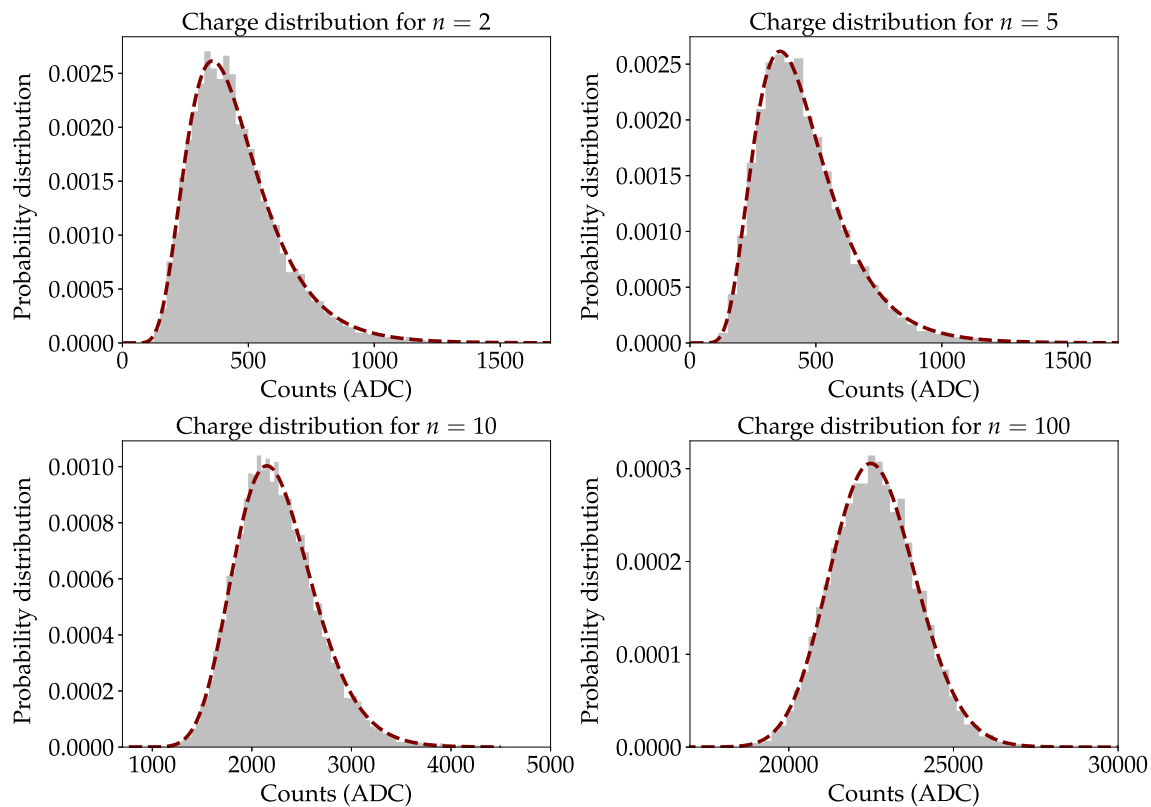 Charge distribution for n = 2
Probability distribution
0.0025
0.0020
0.0015
0.0010
0.0005
0.0000
0 500 1000 1500
Counts (ADC)
Charge distribution for n = 5
Probability distribution
0.0025
0.0020
0.0015
0.0010
0.0005
0.0000
0 500 1000 1500
Counts (ADC)
Charge distribution for n = 10
Probability distribution
0.0010
0.0008
0.0006
0.0004
0.0002
0.0000
1000 2000 3000 4000 5000
Counts (ADC)
Charge distribution for n = 100
Probability distribution
0.0003
0.0002
0.0001
0.0000
20000 25000 30000
Counts (ADC)